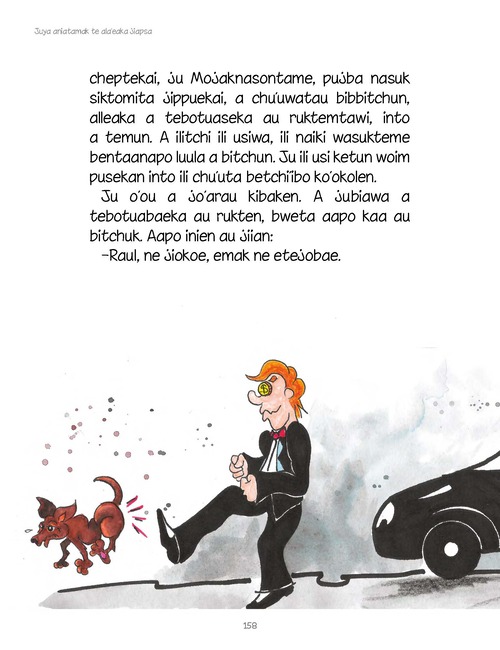 Juya aniatamak te ala'eaka jiapsa
cheptekai, ju Mojaknasontame, pujba nasuk
siktomita jippuekai, a chu'uwatau bibbitchun,
alleaka a tebotuaseka au ruktemtawi, into
a temun. A ilitchi ili usiwa, ili naiki wasukteme
bentaanapo luula a bitchun. Ju ili usi ketun woim
pusekan into ili chu'uta betchi'ibo ko'okolen.
Ju o'ou a jo'arau kibaken. A jubiawa a
tebotuabaeka au rukten, bweta aapo kaa au
bitchuk. Aapo inien au jiian:
–Raul, ne jiokoe, emak ne etejobae.
158